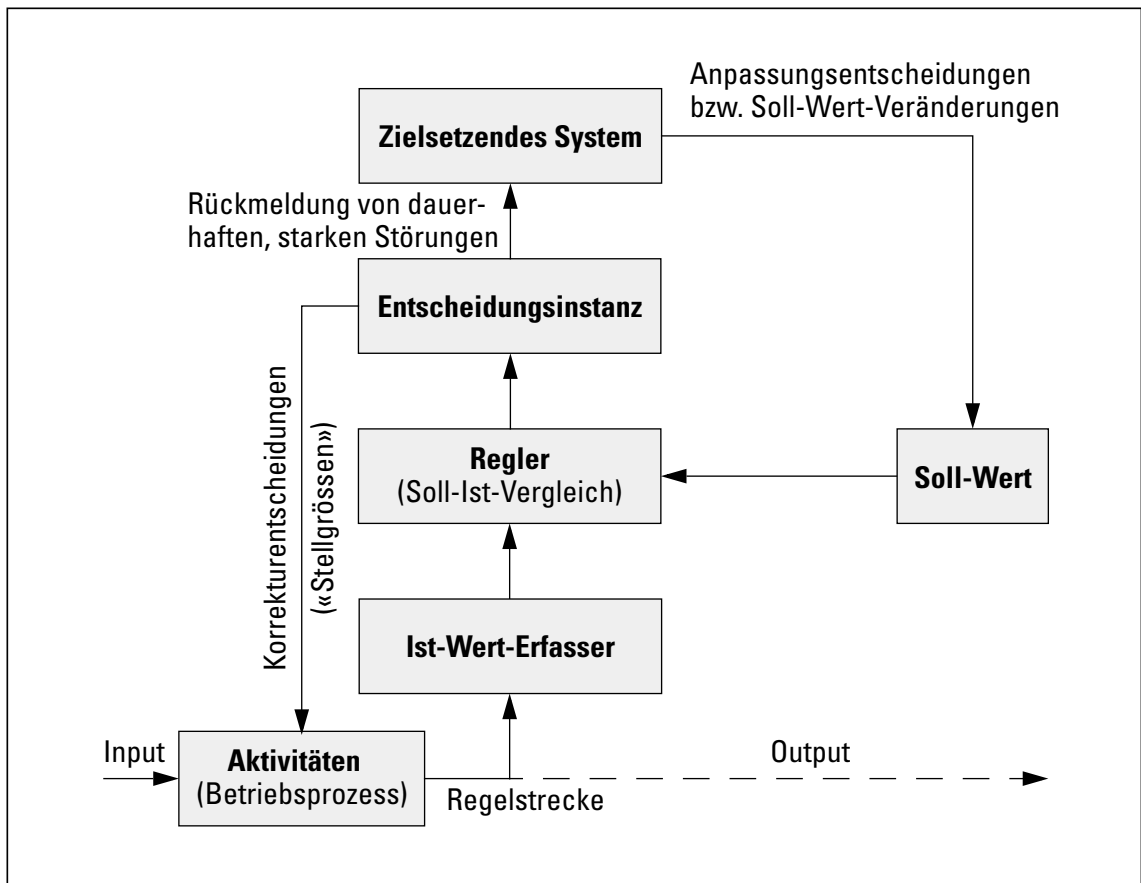 Anpassungsentscheidungen
bzw. Soll-Wert-Veränderungen
Zielsetzendes System
Rückmeldung von dauer-
haften, starken Störungen
Entscheidungsinstanz
Korrekturentscheidungen
(«Stellgrössen»)
Regler
(Soll-Ist-Vergleich)
Soll-Wert
Ist-Wert-Erfasser
Input
Aktivitäten
(Betriebsprozess)
Regelstrecke
Output